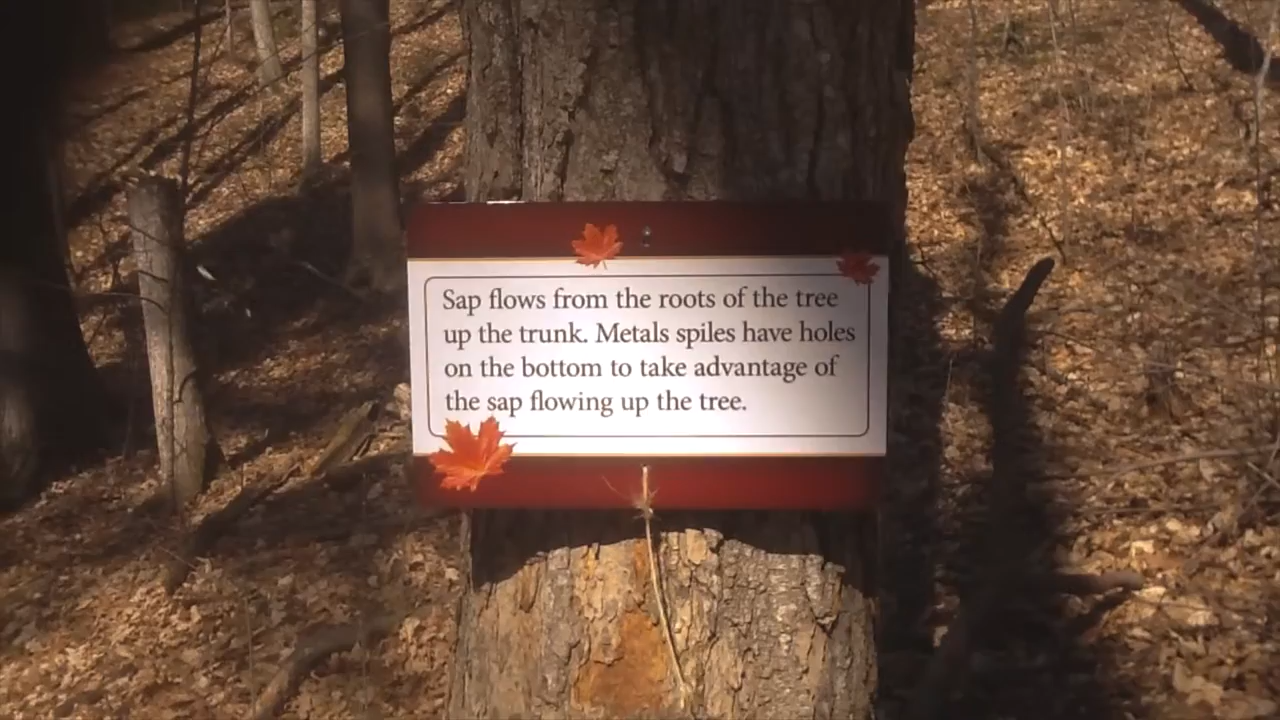 Sap flows from the roots of the tree
up the trunk. Metals spiles have holes
on the bottom to take advantage of
the sap flowing up the tree.